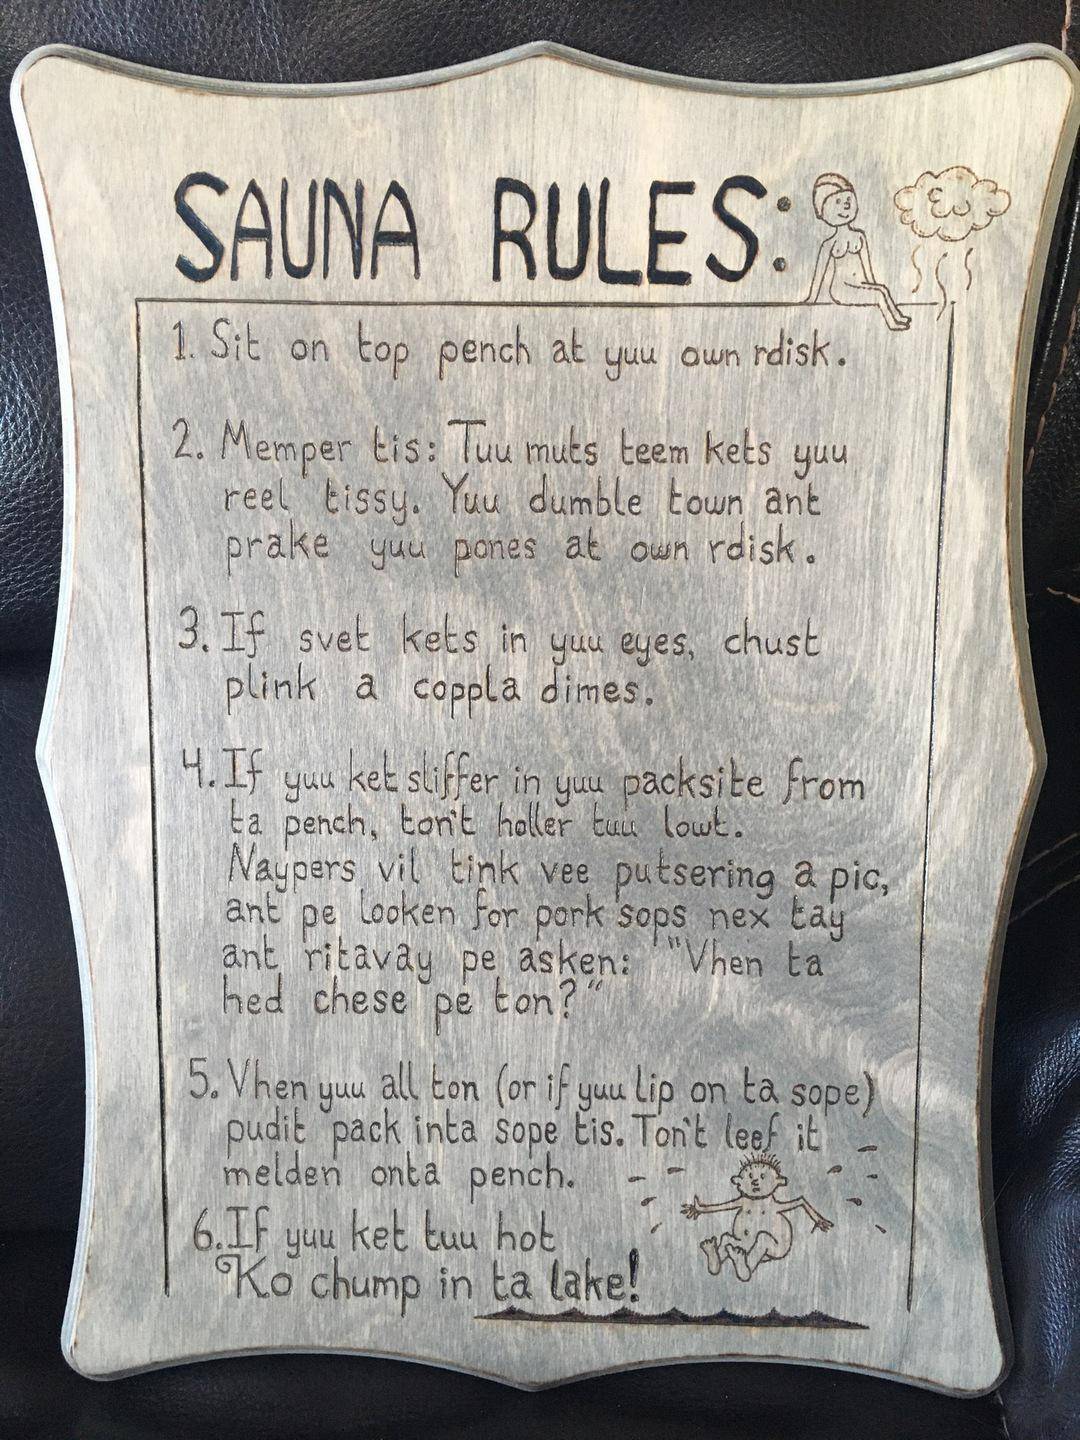 SAUNA RULES:
1. Sit on top pench at yuu own rdisk.
2. Memper tis: Tuu muts teem kets yuu
reel tissy. Yuu dumble town ant
prake yuu pones at own rdisk.
3. If svet kets in yuu eyes, chust
plink a coppla dimes.
4. If yuu ket sliffer in yuu packsite from
ta pench, ton't holler tuu lowt.
Naypers vil tink vee putsering a pic,
ant pe looken for pork sops nex tay
ant ritavay pe asken: "Vhen ta
hed chese pe ton?"
5. Vhen yuu all ton (or if yuu lip on ta sope)
pudit pack inta sope tis. Ton't leef it
melden onta pench.
6. If yuu ket tuu hot
Ko chump in ta lake!